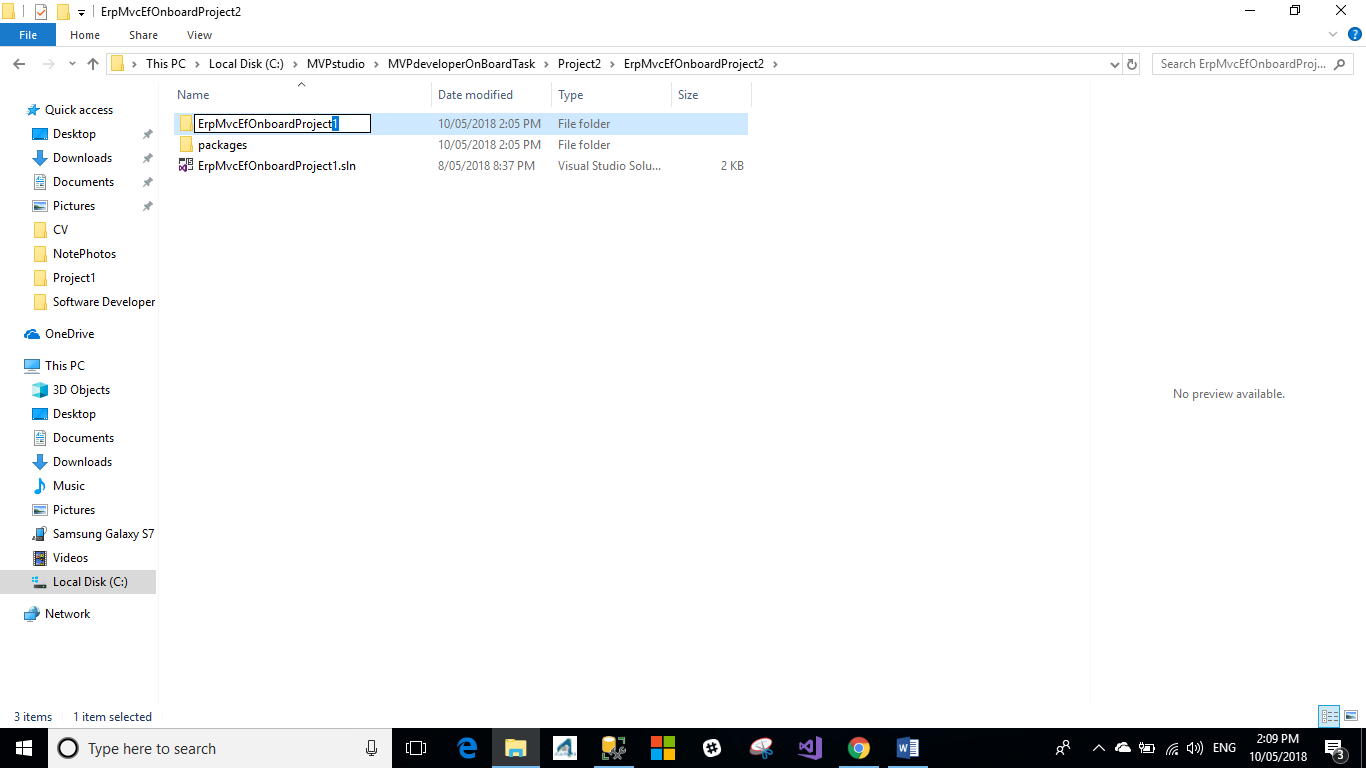 ErpMvcEfOnboardProject2
File Home Share View
This PC Local Disk (C:) MVPstudio MVPdeveloperOnBoardTask Project2 ErpMvcEfOnboardProject2
Search ErpMvcEfOnboardProj...
Name Date modified Type Size
ErpMvcEfOnboardProject1 10/05/2018 2:05 PM File folder
packages 10/05/2018 2:05 PM File folder
ErpMvcEfOnboardProject1.sln 8/05/2018 8:37 PM Visual Studio Solu... 2 KB
Quick access
Desktop
Downloads
Documents
Pictures
CV
NotePhotos
Project1
Software Developer
OneDrive
This PC
3D Objects
Desktop
Documents
Downloads
Music
Pictures
Samsung Galaxy S7
Videos
Local Disk (C:)
Network
No preview available.
3 items 1 item selected
Type here to search
ENG
2:09 PM
10/05/2018
3